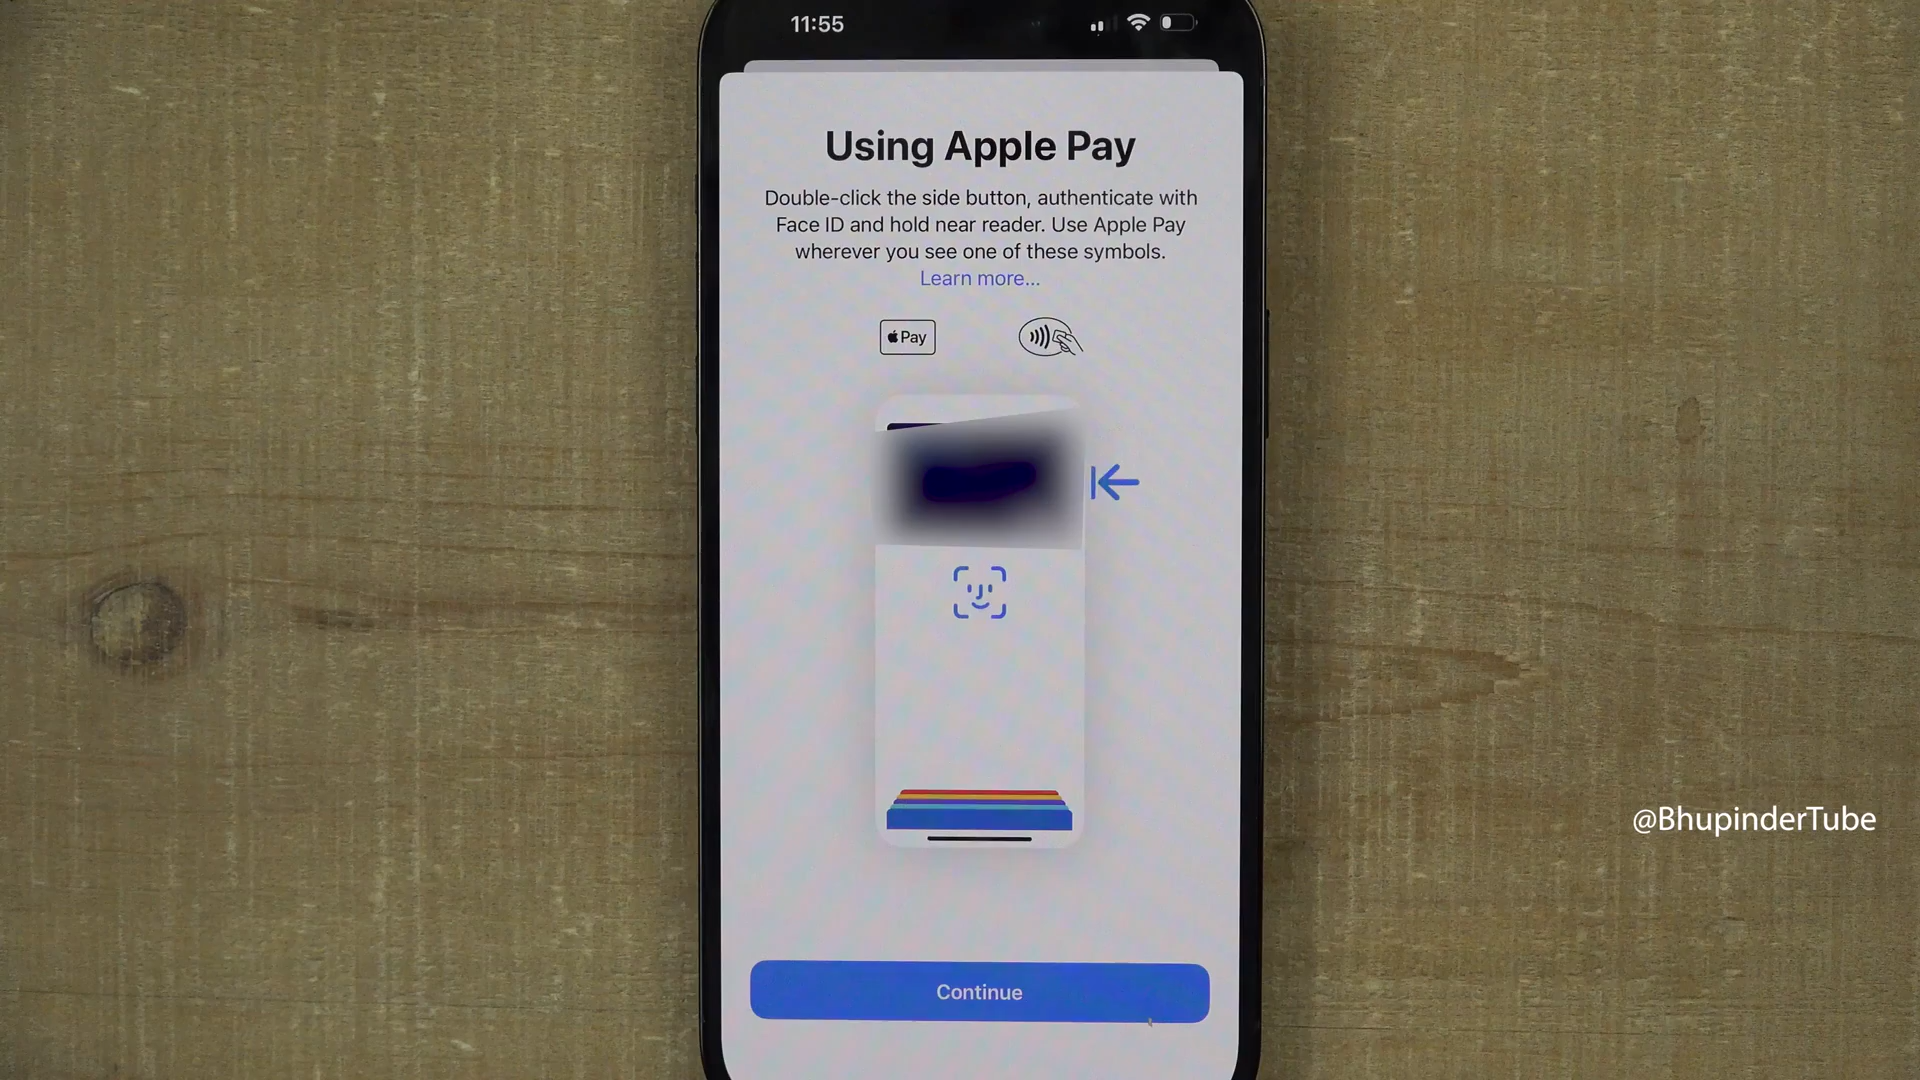 11:55
Using Apple Pay
Double-click the side button, authenticate with
Face ID and hold near reader. Use Apple Pay
wherever you see one of these symbols.
Learn more...
Pay
@BhupinderTube
Continue